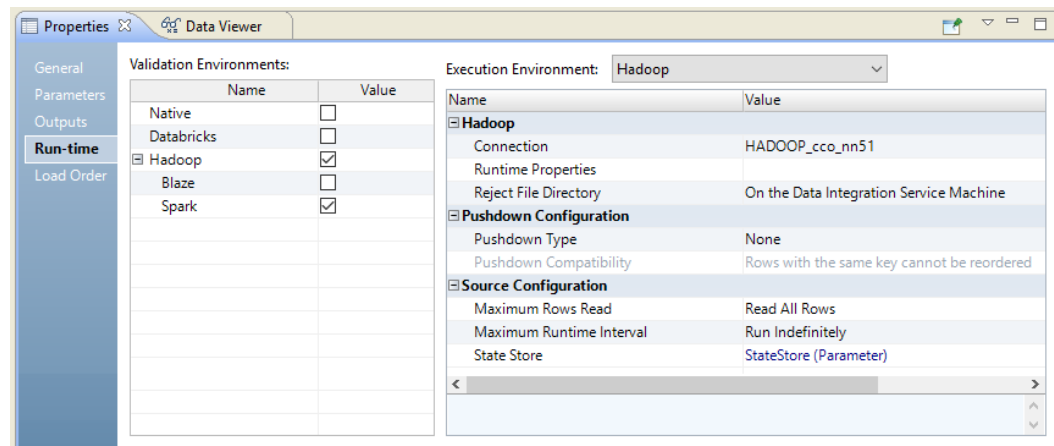 Properties Data Viewer
General
Parameters
Outputs
Run-time
Load Order
Validation Environments:
Name Value
Native
Databricks
Hadoop
Blaze
Spark
Execution Environment: Hadoop
Name Value
Hadoop
Connection HADOOP_cco_nn51
Runtime Properties
Reject File Directory On the Data Integration Service Machine
Pushdown Configuration
Pushdown Type None
Pushdown Compatibility Rows with the same key cannot be reordered
Source Configuration
Maximum Rows Read Read All Rows
Maximum Runtime Interval Run Indefinitely
State Store StateStore (Parameter)